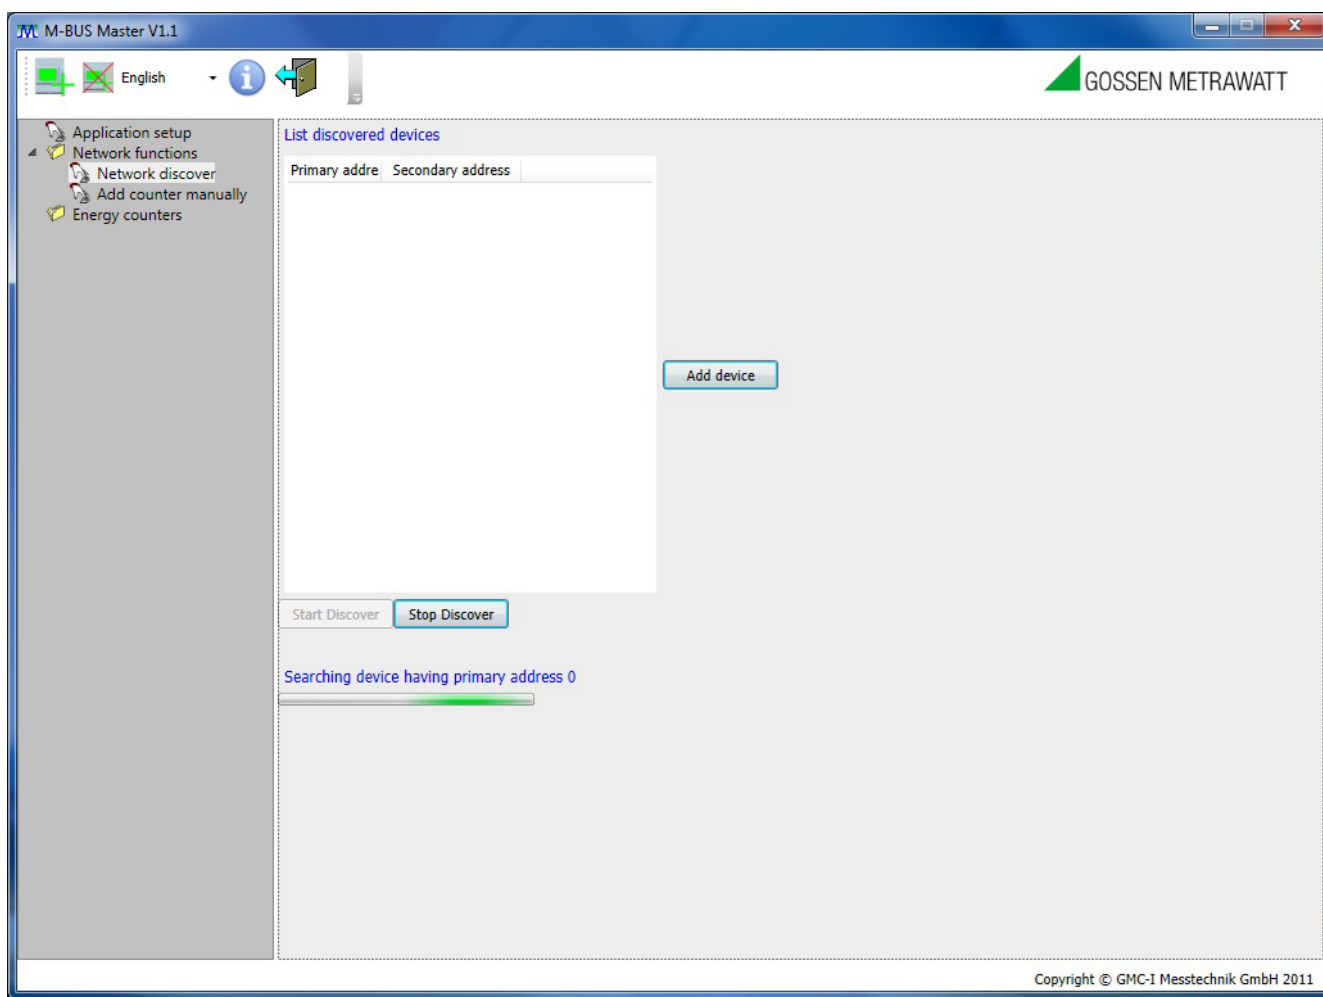 M-BUS Master V1.1
English
GOSSEN METRAWATT
Application setup
Network functions
Network discover
Add counter manually
Energy counters
List discovered devices
Primary addre Secondary address
Add device
Start Discover Stop Discover
Searching device having primary address 0
Copyright © GMC-I Messtechnik GmbH 2011